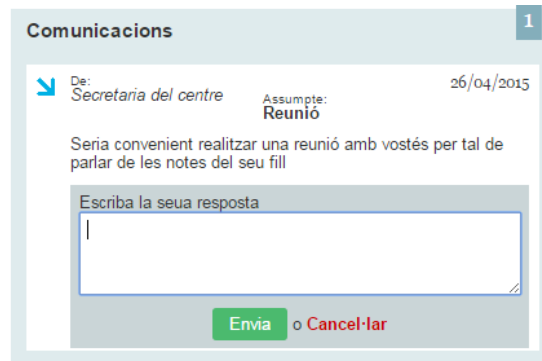 Comunicacions
1
De:
Secretaria del centre
Assumpte:
Reunió
26/04/2015
Seria convenient realitzar una reunió amb vostés per tal de
parlar de les notes del seu fill
Escriba la seua resposta
Envia o Cancel·lar